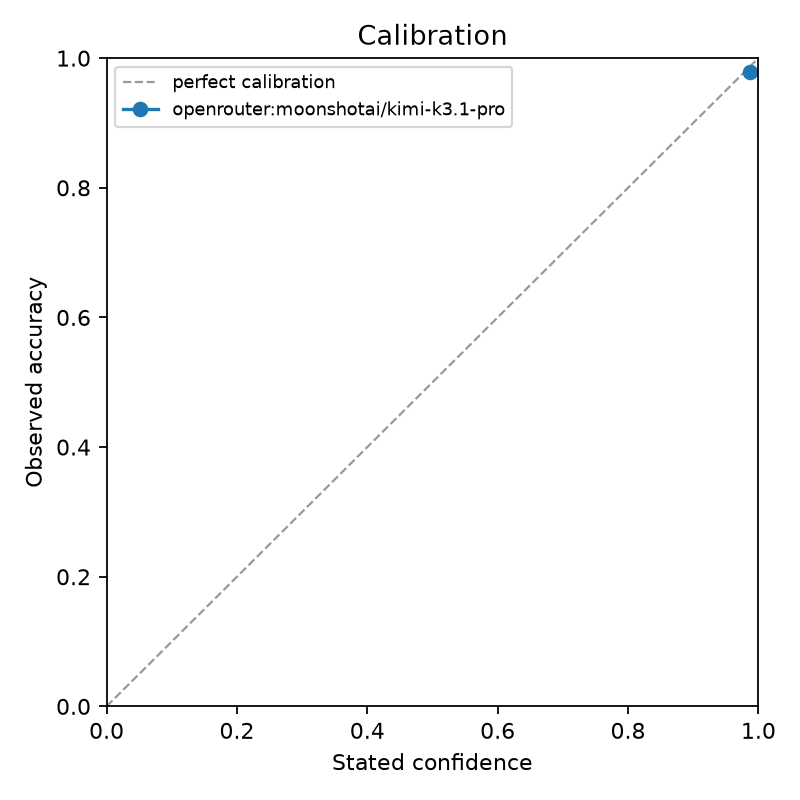 Calibration
perfect calibration
openrouter:moonshotai/kimi-k3.1-pro
1.0
0.8
0.6
0.4
0.2
0.0
Observed accuracy
0.0 0.2 0.4 0.6 0.8 1.0
Stated confidence